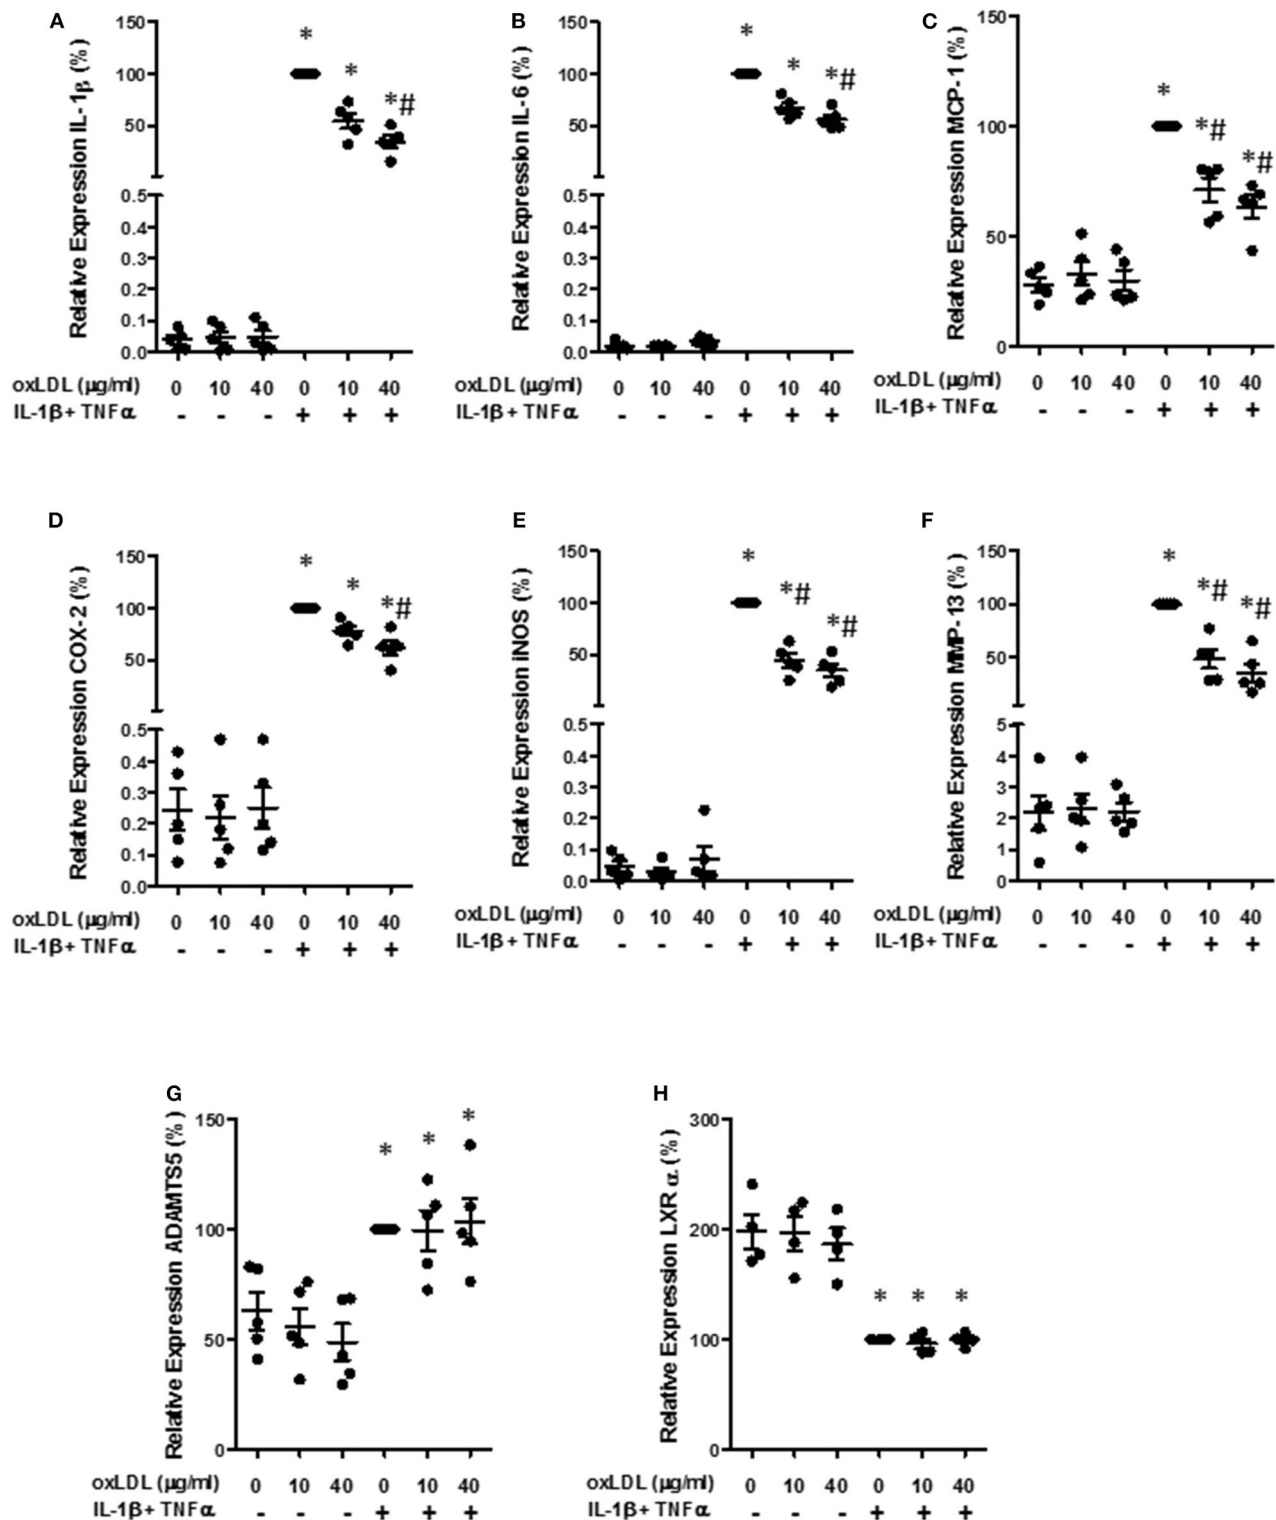 A
Relative Expression IL-1β (%)
150
*
100
*
*#
50
0.5
0.4
0.3
0.2
0.1
0.0
oxLDL (μg/ml) 0 10 40 0 10 40
IL-1β+ TNFα - - - + + +
B
Relative Expression IL-6 (%)
150
*
100
*
*#
50
0.5
0.4
0.3
0.2
0.1
0.0
oxLDL (μg/ml) 0 10 40 0 10 40
IL-1β+ TNFα - - - + + +
C
Relative Expression MCP-1 (%)
150
*
100
*#
*#
50
0
oxLDL (μg/ml) 0 10 40 0 10 40
IL-1β+ TNFα - - - + + +
D
Relative Expression COX-2 (%)
150
*
*
100
*#
50
0.5
0.4
0.3
0.2
0.1
0.0
oxLDL (μg/ml) 0 10 40 0 10 40
IL-1β+ TNFα - - - + + +
E
Relative Expression iNOS (%)
150
*
100
*#
*#
50
0.5
0.4
0.3
0.2
0.1
0.0
oxLDL (μg/ml) 0 10 40 0 10 40
IL-1β+ TNFα - - - + + +
F
Relative Expression MMP-13 (%)
150
*
100
*#
*#
50
5
4
3
2
1
0
oxLDL (μg/ml) 0 10 40 0 10 40
IL-1β+ TNFα - - - + + +
G
Relative Expression ADAMTS5 (%)
150
*
*
*
100
50
0
oxLDL (μg/ml) 0 10 40 0 10 40
IL-1β+ TNFα - - - + + +
H
Relative Expression LXR α (%)
300
200
* * *
100
0
oxLDL (μg/ml) 0 10 40 0 10 40
IL-1β+ TNFα - - - + + +